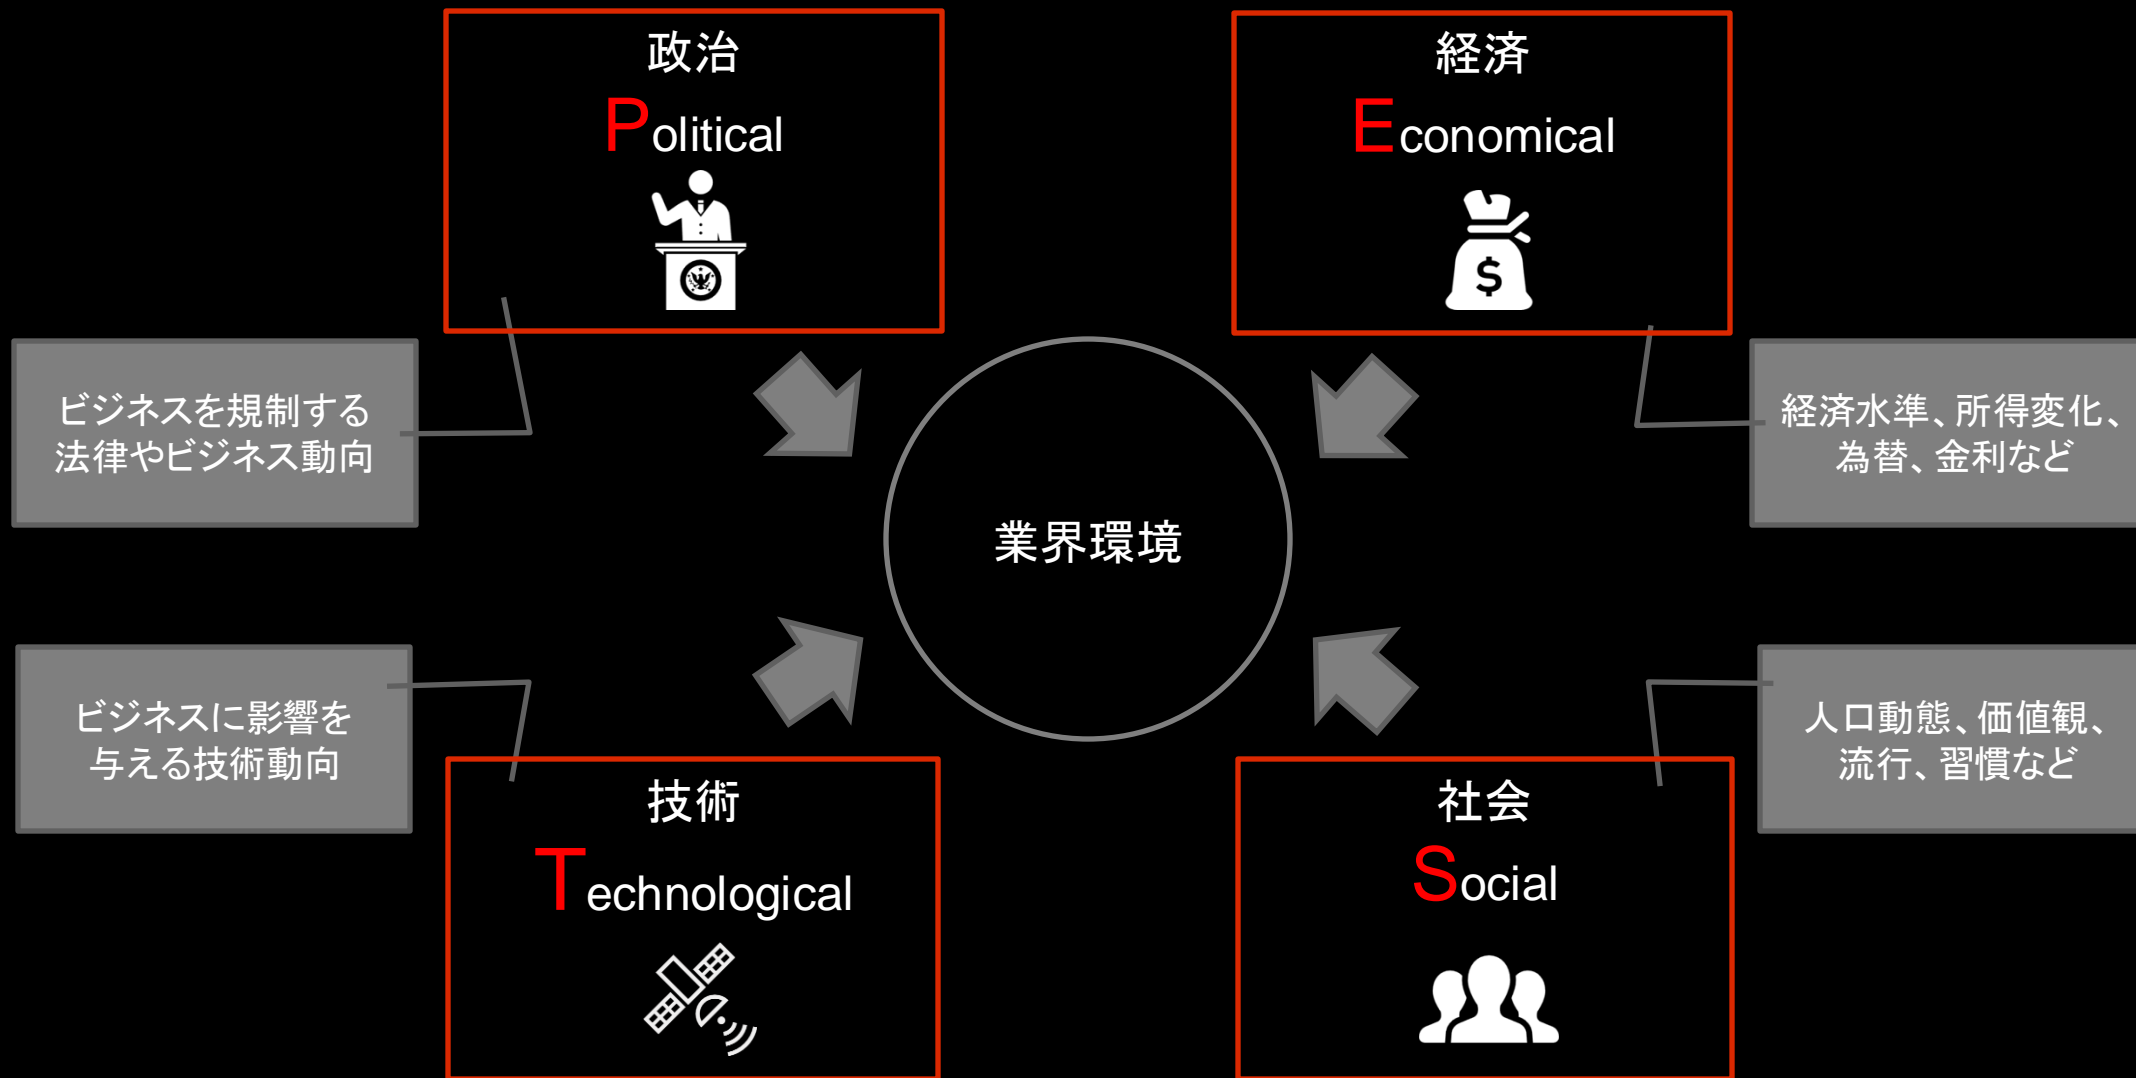 政治
Political
経済
Economical
ビジネスを規制する
法律やビジネス動向
経済水準、所得変化、
為替、金利など
業界環境
ビジネスに影響を
与える技術動向
人口動態、価値観、
流行、習慣など
技術
Technological
社会
Social
$